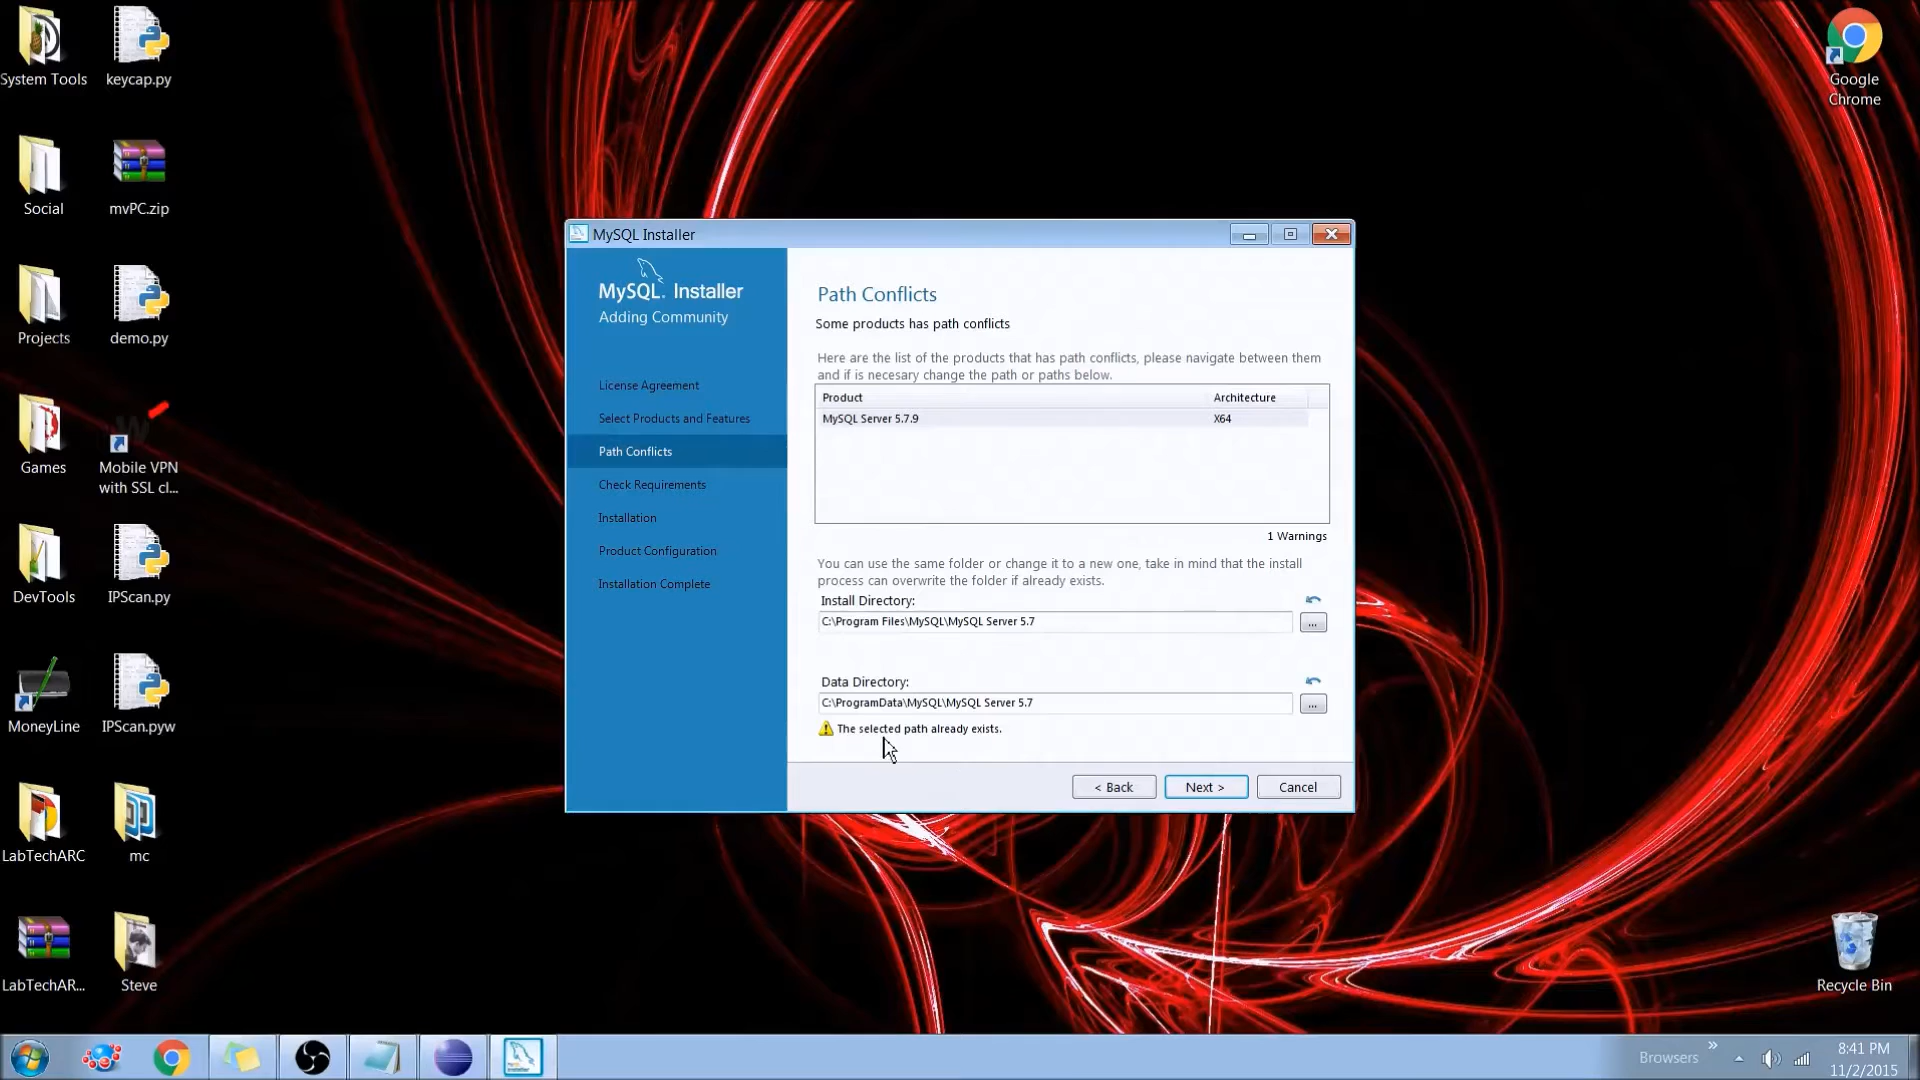 System Tools
keycap.py
Social
mvPC.zip
Projects
demo.py
Games
Mobile VPN
with SSL cl...
DevTools
IPScan.py
MoneyLine
IPScan.pyw
LabTechARC
mc
LabTechAR...
Steve
Google
Chrome
Recycle Bin
MySQL Installer
MySQL. Installer
Adding Community
License Agreement
Select Products and Features
Path Conflicts
Check Requirements
Installation
Product Configuration
Installation Complete
Path Conflicts
Some products has path conflicts
Here are the list of the products that has path conflicts, please navigate between them
and if is necesary change the path or paths below.
Product Architecture
MySQL Server 5.7.9 X64
1 Warnings
You can use the same folder or change it to a new one, take in mind that the install
process can overwrite the folder if already exists.
Install Directory:
C:\Program Files\MySQL\MySQL Server 5.7
...
Data Directory:
C:\ProgramData\MySQL\MySQL Server 5.7
...
The selected path already exists.
< Back
Next >
Cancel
Browsers
8:41 PM
11/2/2015